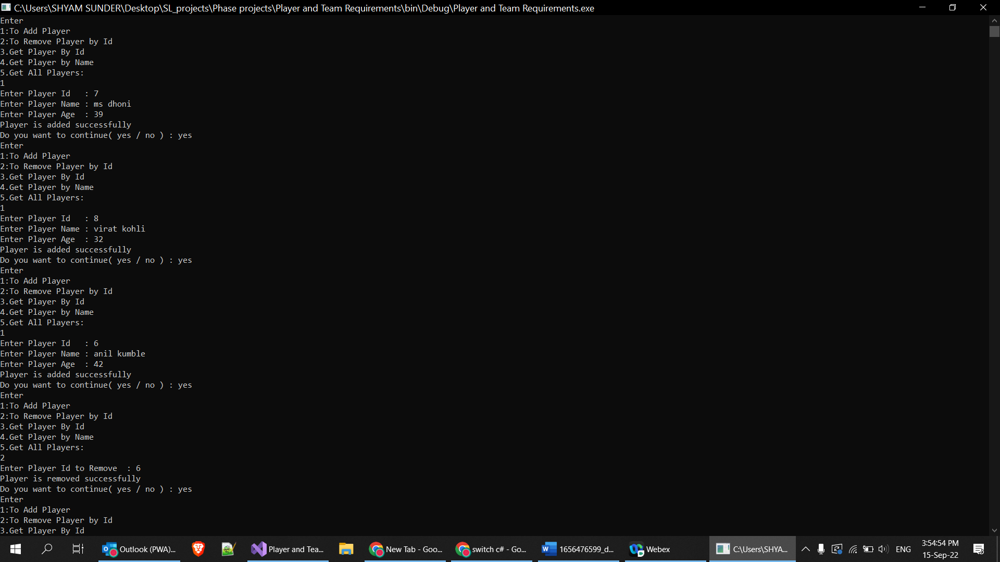 C:\Users\SHYAM SUNDER\Desktop\SL_projects\Phase projects\Player and Team Requirements\bin\Debug\Player and Team Requirements.exe
Enter
1:To Add Player
2:To Remove Player by Id
3.Get Player By Id
4.Get Player by Name
5.Get All Players:
1
Enter Player Id   : 7
Enter Player Name : ms dhoni
Enter Player Age  : 39
Player is added successfully
Do you want to continue( yes / no ) : yes
Enter
1:To Add Player
2:To Remove Player by Id
3.Get Player By Id
4.Get Player by Name
5.Get All Players:
1
Enter Player Id   : 8
Enter Player Name : virat kohli
Enter Player Age  : 32
Player is added successfully
Do you want to continue( yes / no ) : yes
Enter
1:To Add Player
2:To Remove Player by Id
3.Get Player By Id
4.Get Player by Name
5.Get All Players:
1
Enter Player Id   : 6
Enter Player Name : anil kumble
Enter Player Age  : 42
Player is added successfully
Do you want to continue( yes / no ) : yes
Enter
1:To Add Player
2:To Remove Player by Id
3.Get Player By Id
4.Get Player by Name
5.Get All Players:
2
Enter Player Id to Remove  : 6
Player is removed successfully
Do you want to continue( yes / no ) : yes
Enter
1:To Add Player
2:To Remove Player by Id
3.Get Player By Id
Outlook (PWA)...
Player and Tea...
New Tab - Goo...
switch c# - Go...
1656476599_d...
Webex
C:\Users\SHYA...
ENG
3:54:54 PM
15-Sep-22